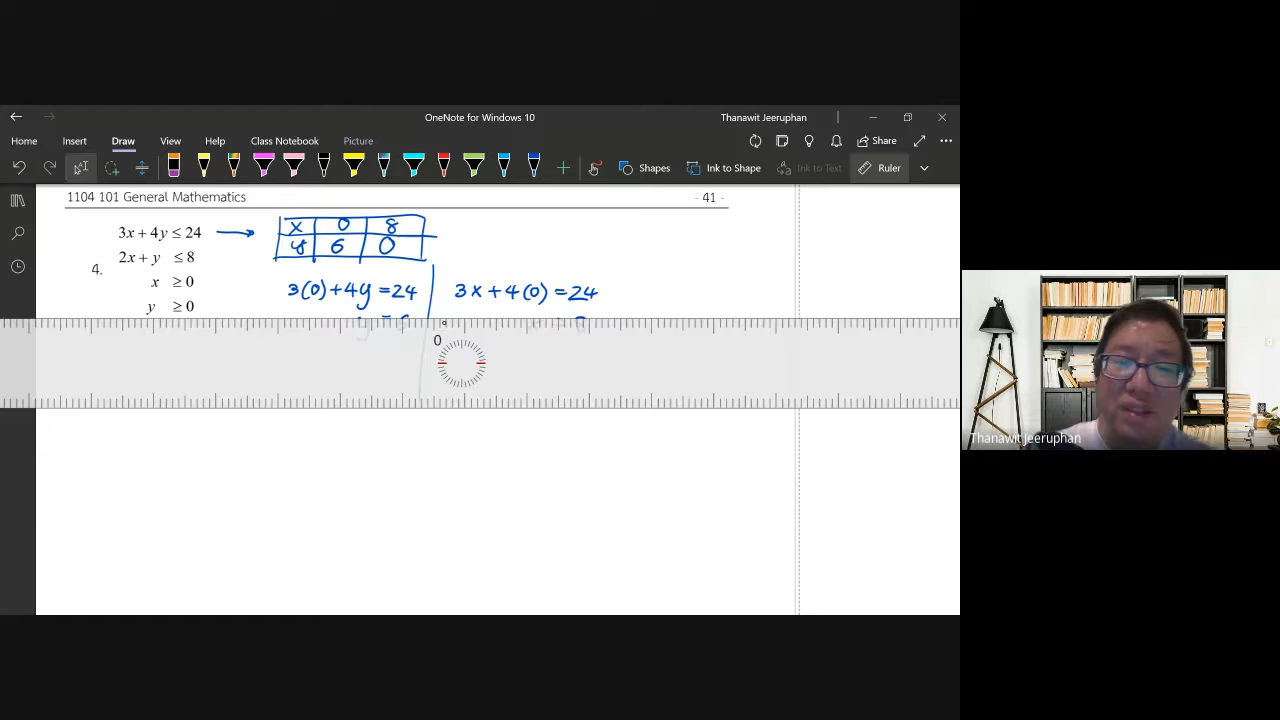 OneNote for Windows 10
Thanawit Jeeruphan
Home Insert Draw View Help Class Notebook Picture
Share
Shapes Ink to Shape Ink to Text Ruler
1104 101 General Mathematics
- 41 -
3x + 4y ≤ 24 → x 0 8
y 6 0
2x + y ≤ 8
4.
x ≥ 0
y ≥ 0
3(0)+4y =24 3x+4(0) =24
0
Thanawit Jeeruphan